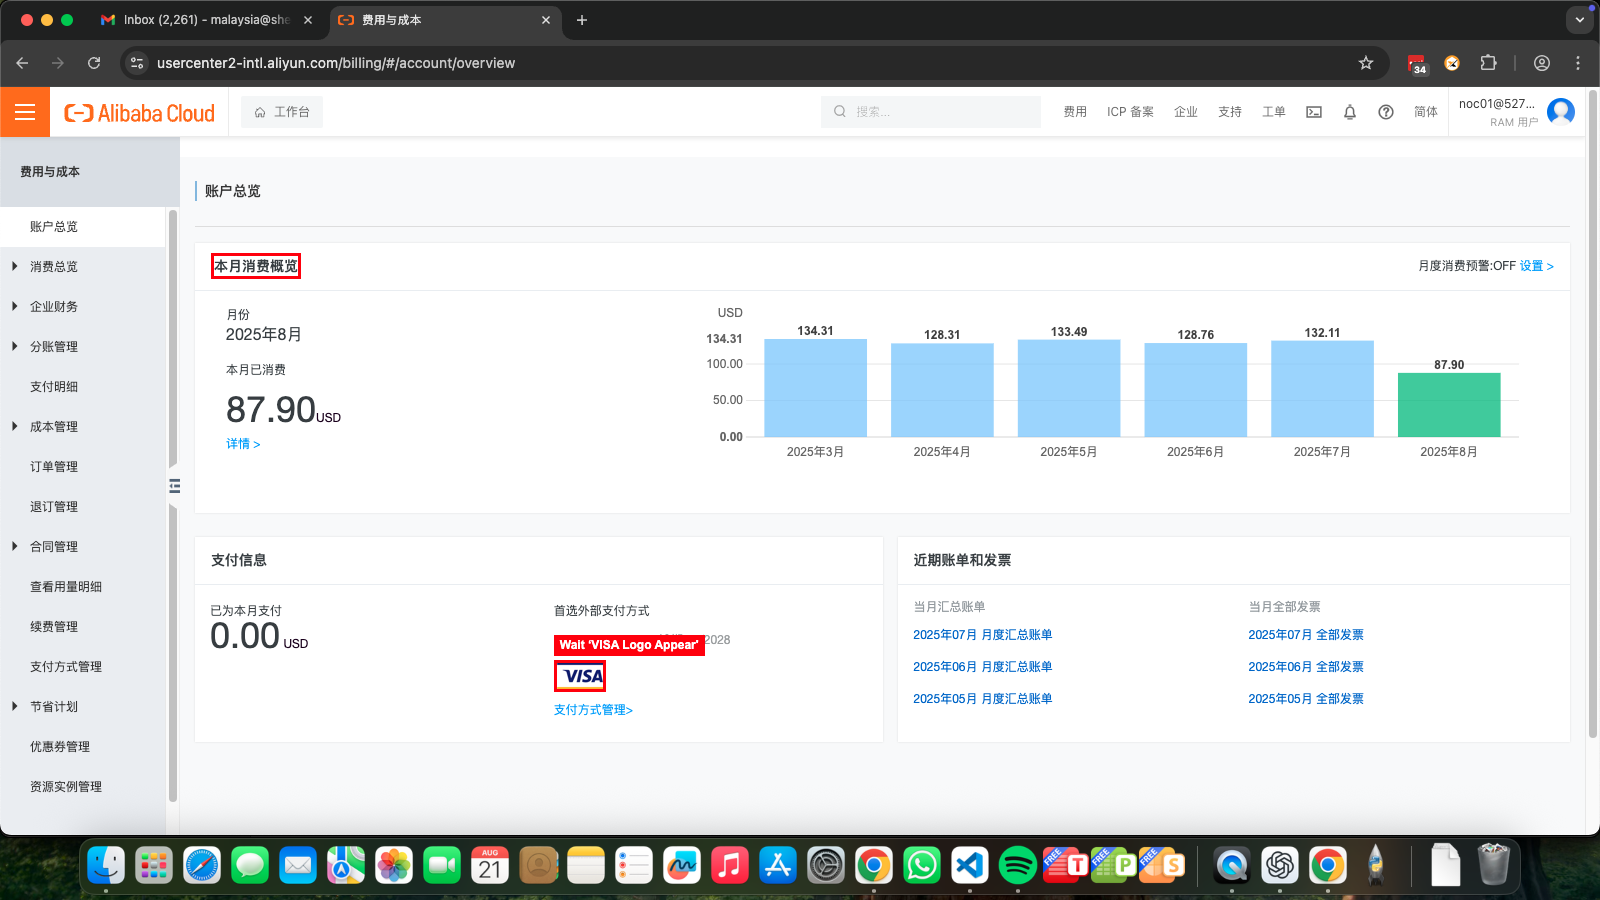 Inbox (2,261) - malaysia@she
费用与成本
usercenter2-intl.aliyun.com/billing/#/account/overview
34
Alibaba Cloud
工作台
搜索...
费用
ICP 备案
企业
支持
工单
简体
noc01@527...
RAM 用户
费用与成本
账户总览
消费总览
企业财务
分账管理
支付明细
成本管理
订单管理
退订管理
合同管理
查看用量明细
续费管理
支付方式管理
节省计划
优惠券管理
资源实例管理
账户总览
本月消费概览
月度消费预警:OFF 设置 >
月份
2025年8月
本月已消费
87.90USD
详情 >
USD
134.31
100.00
50.00
0.00
134.31
128.31
133.49
128.76
132.11
87.90
2025年3月
2025年4月
2025年5月
2025年6月
2025年7月
2025年8月
支付信息
已为本月支付
0.00 USD
首选外部支付方式
2028
Wait 'VISA Logo Appear'
VISA
支付方式管理>
近期账单和发票
当月汇总账单
当月全部发票
2025年07月 月度汇总账单
2025年07月 全部发票
2025年06月 月度汇总账单
2025年06月 全部发票
2025年05月 月度汇总账单
2025年05月 全部发票
AUG
21
FREE
T
FREE
P
FREE
S